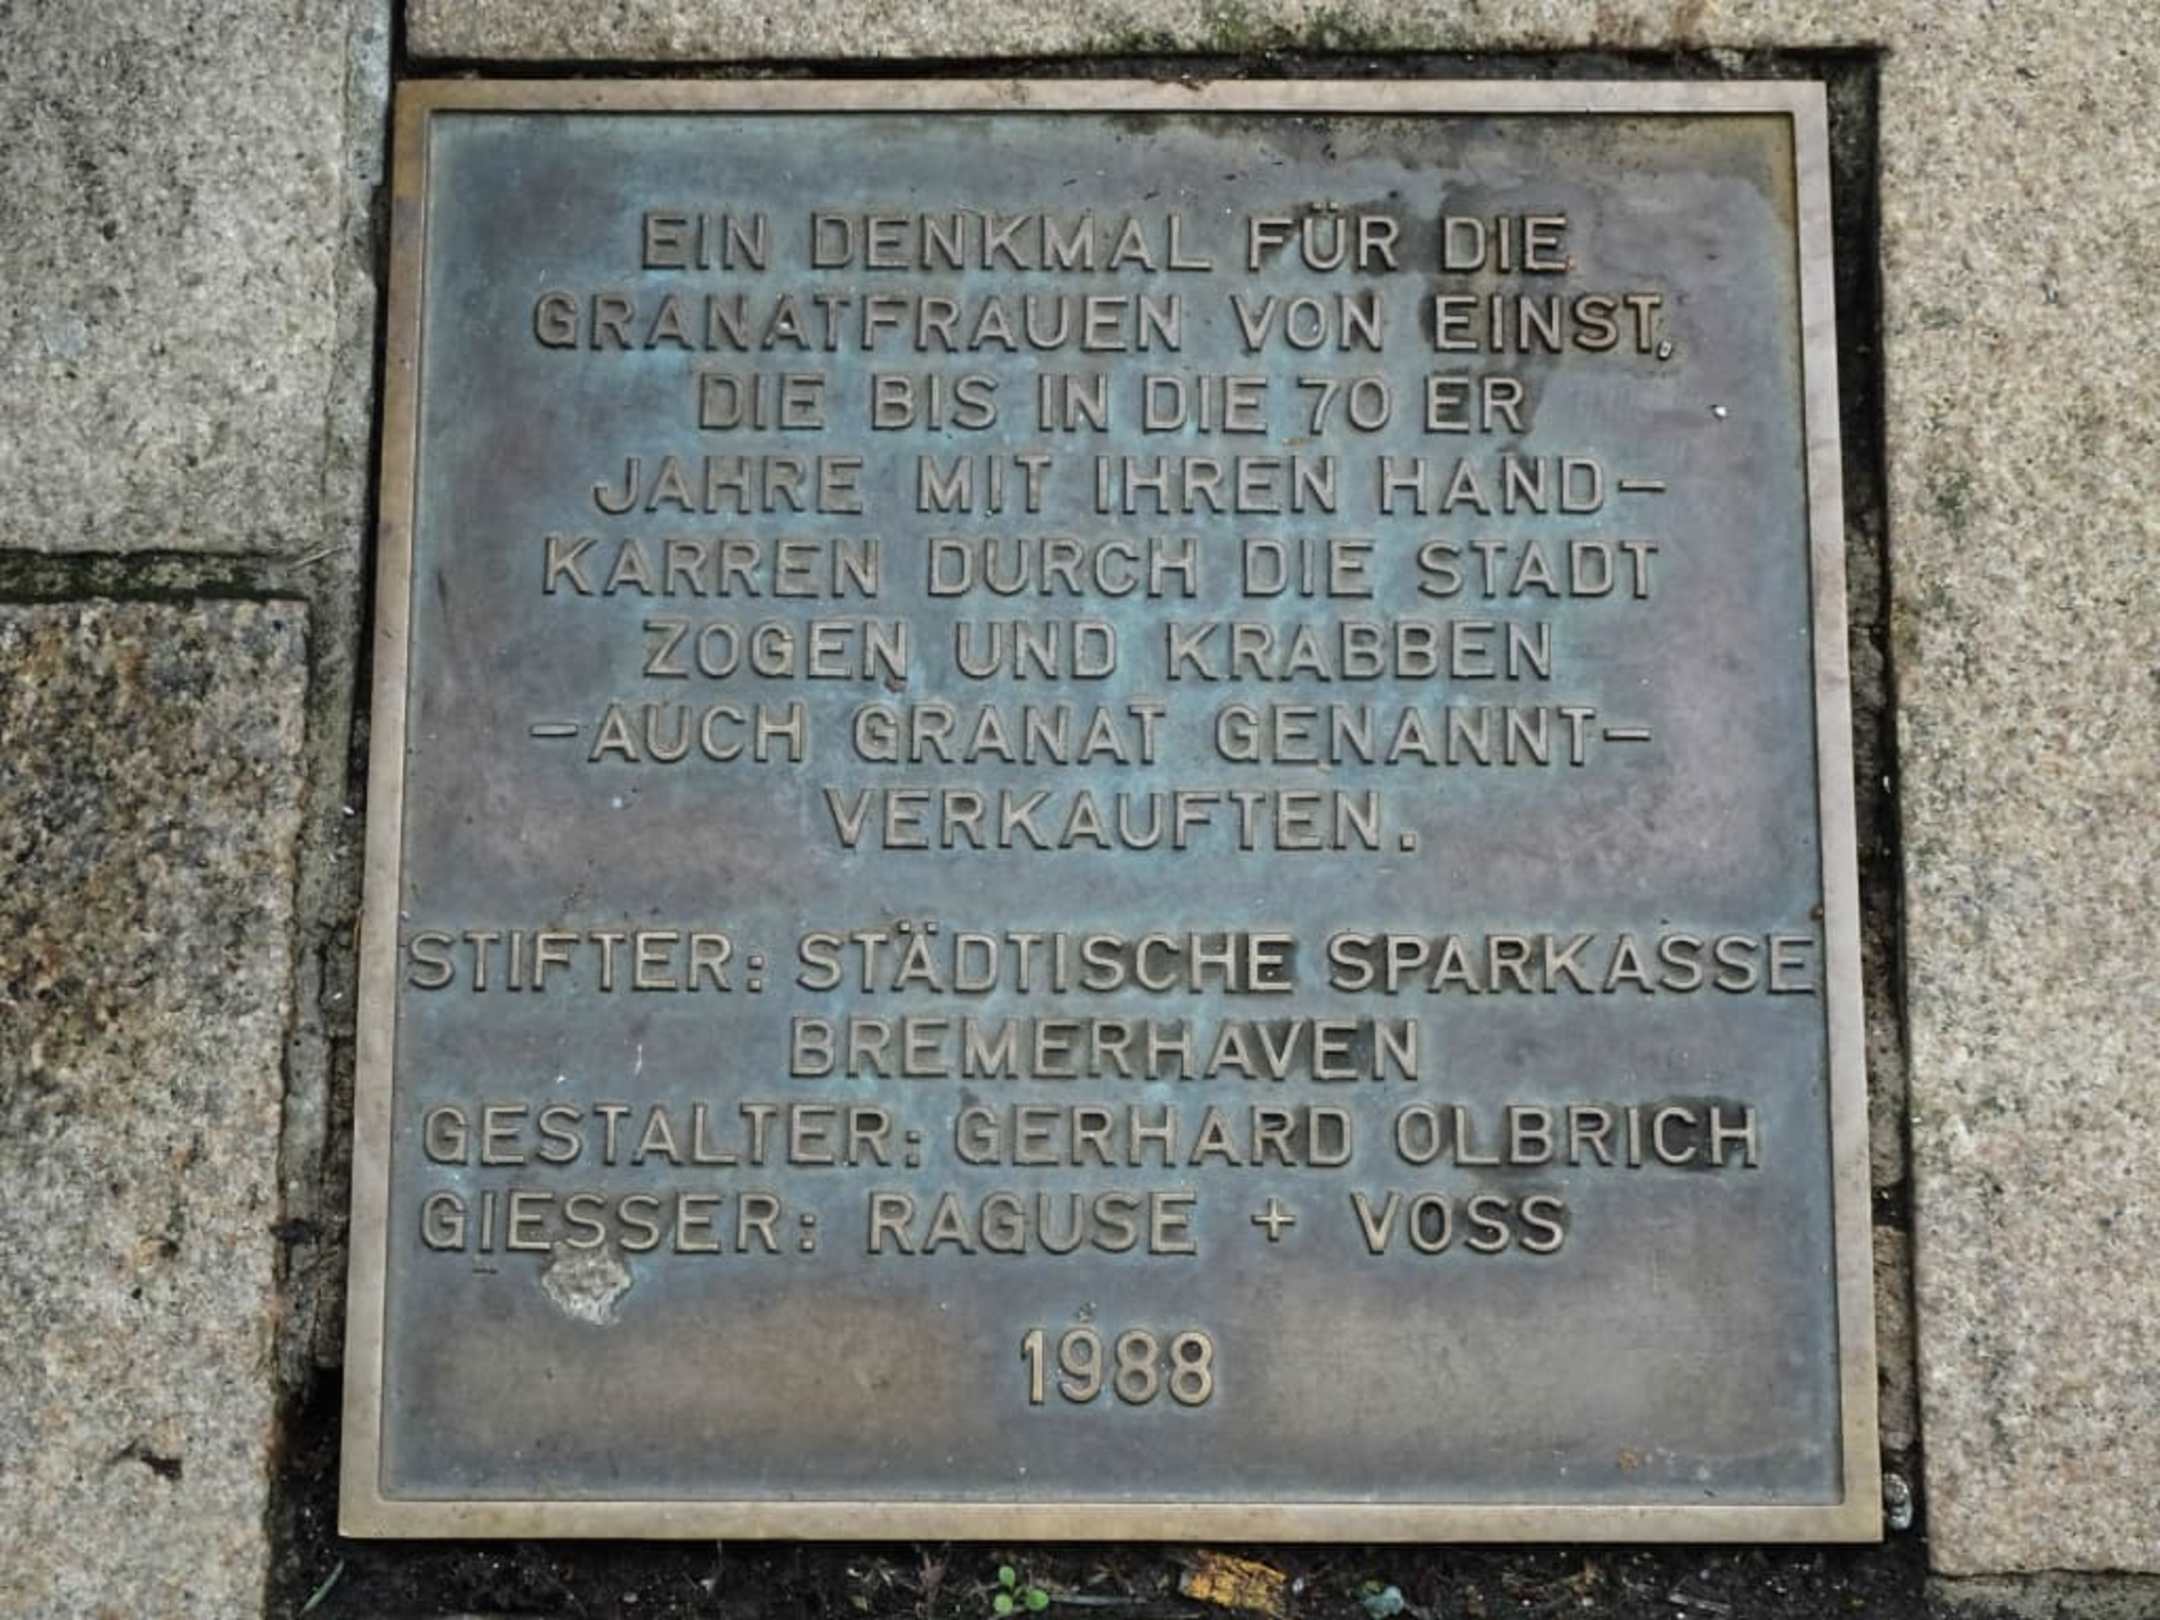 EIN DENKMAL FÜR DIE
GRANATFRAUEN VON EINST,
DIE BIS IN DIE 70 ER
JAHRE MIT IHREN HAND-
KARREN DURCH DIE STADT
ZOGEN UND KRABBEN
-AUCH GRANAT GENANNT-
VERKAUFTEN.
STIFTER: STÄDTISCHE SPARKASSE
BREMERHAVEN
GESTALTER: GERHARD OLBRICH
GIESSER: RAGUSE + VOSS
1988